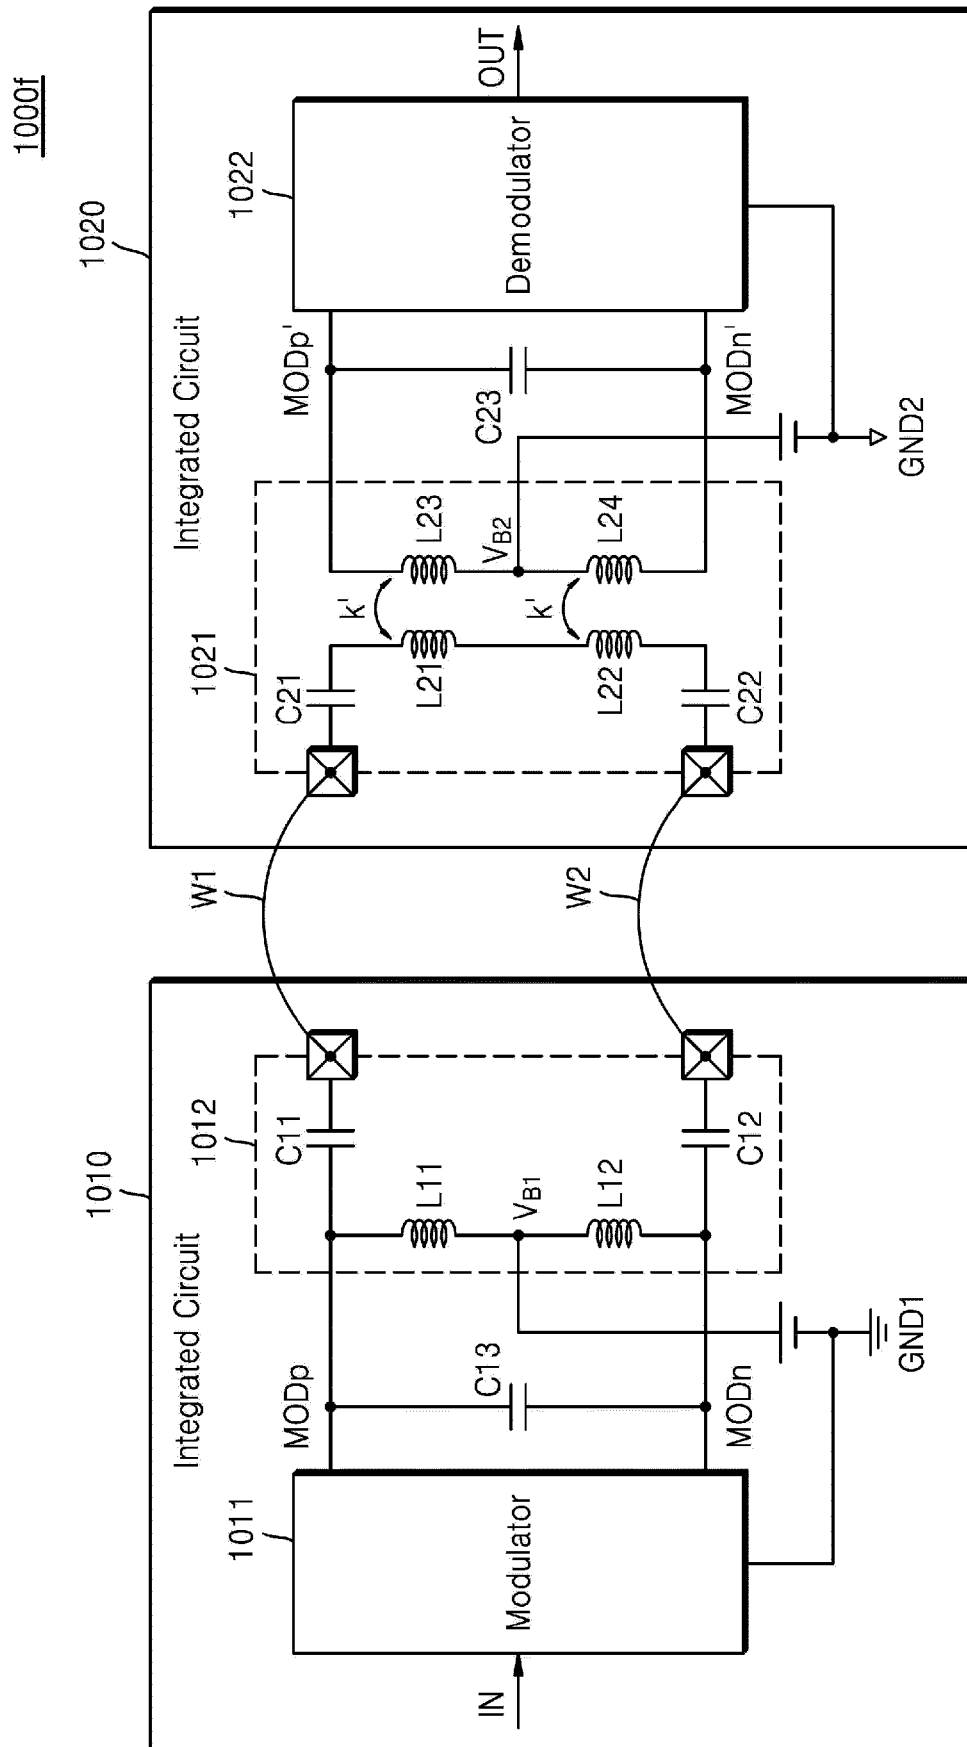 1000f
1010
Integrated Circuit
1011
Modulator
IN
MODp
C13
MODn
GND1
1012
C11
L11
VB1
L12
C12
W1
W2
1020
Integrated Circuit
1021
C21
L21
L22
C22
k'
k'
L23
VB2
L24
MODp'
C23
MODn'
GND2
1022
Demodulator
OUT